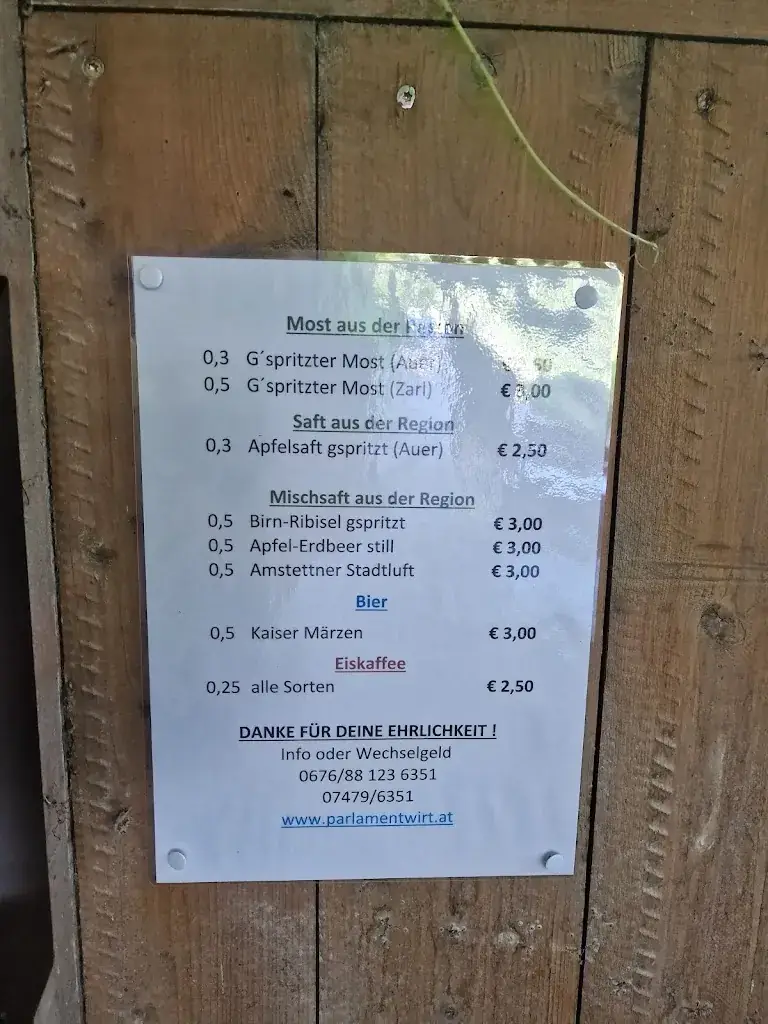 Most aus der Region
0,3 G´spritzter Most (Auer)
0,5 G´spritzter Most (Zarl) € 3,00
Saft aus der Region
0,3 Apfelsaft gspritzt (Auer) € 2,50
Mischsaft aus der Region
0,5 Birn-Ribisel gspritzt € 3,00
0,5 Apfel-Erdbeer still € 3,00
0,5 Amstettner Stadtluft € 3,00
Bier
0,5 Kaiser Märzen € 3,00
Eiskaffee
0,25 alle Sorten € 2,50
DANKE FÜR DEINE EHRLICHKEIT !
Info oder Wechselgeld
0676/88 123 6351
07479/6351
www.parlamentwirt.at